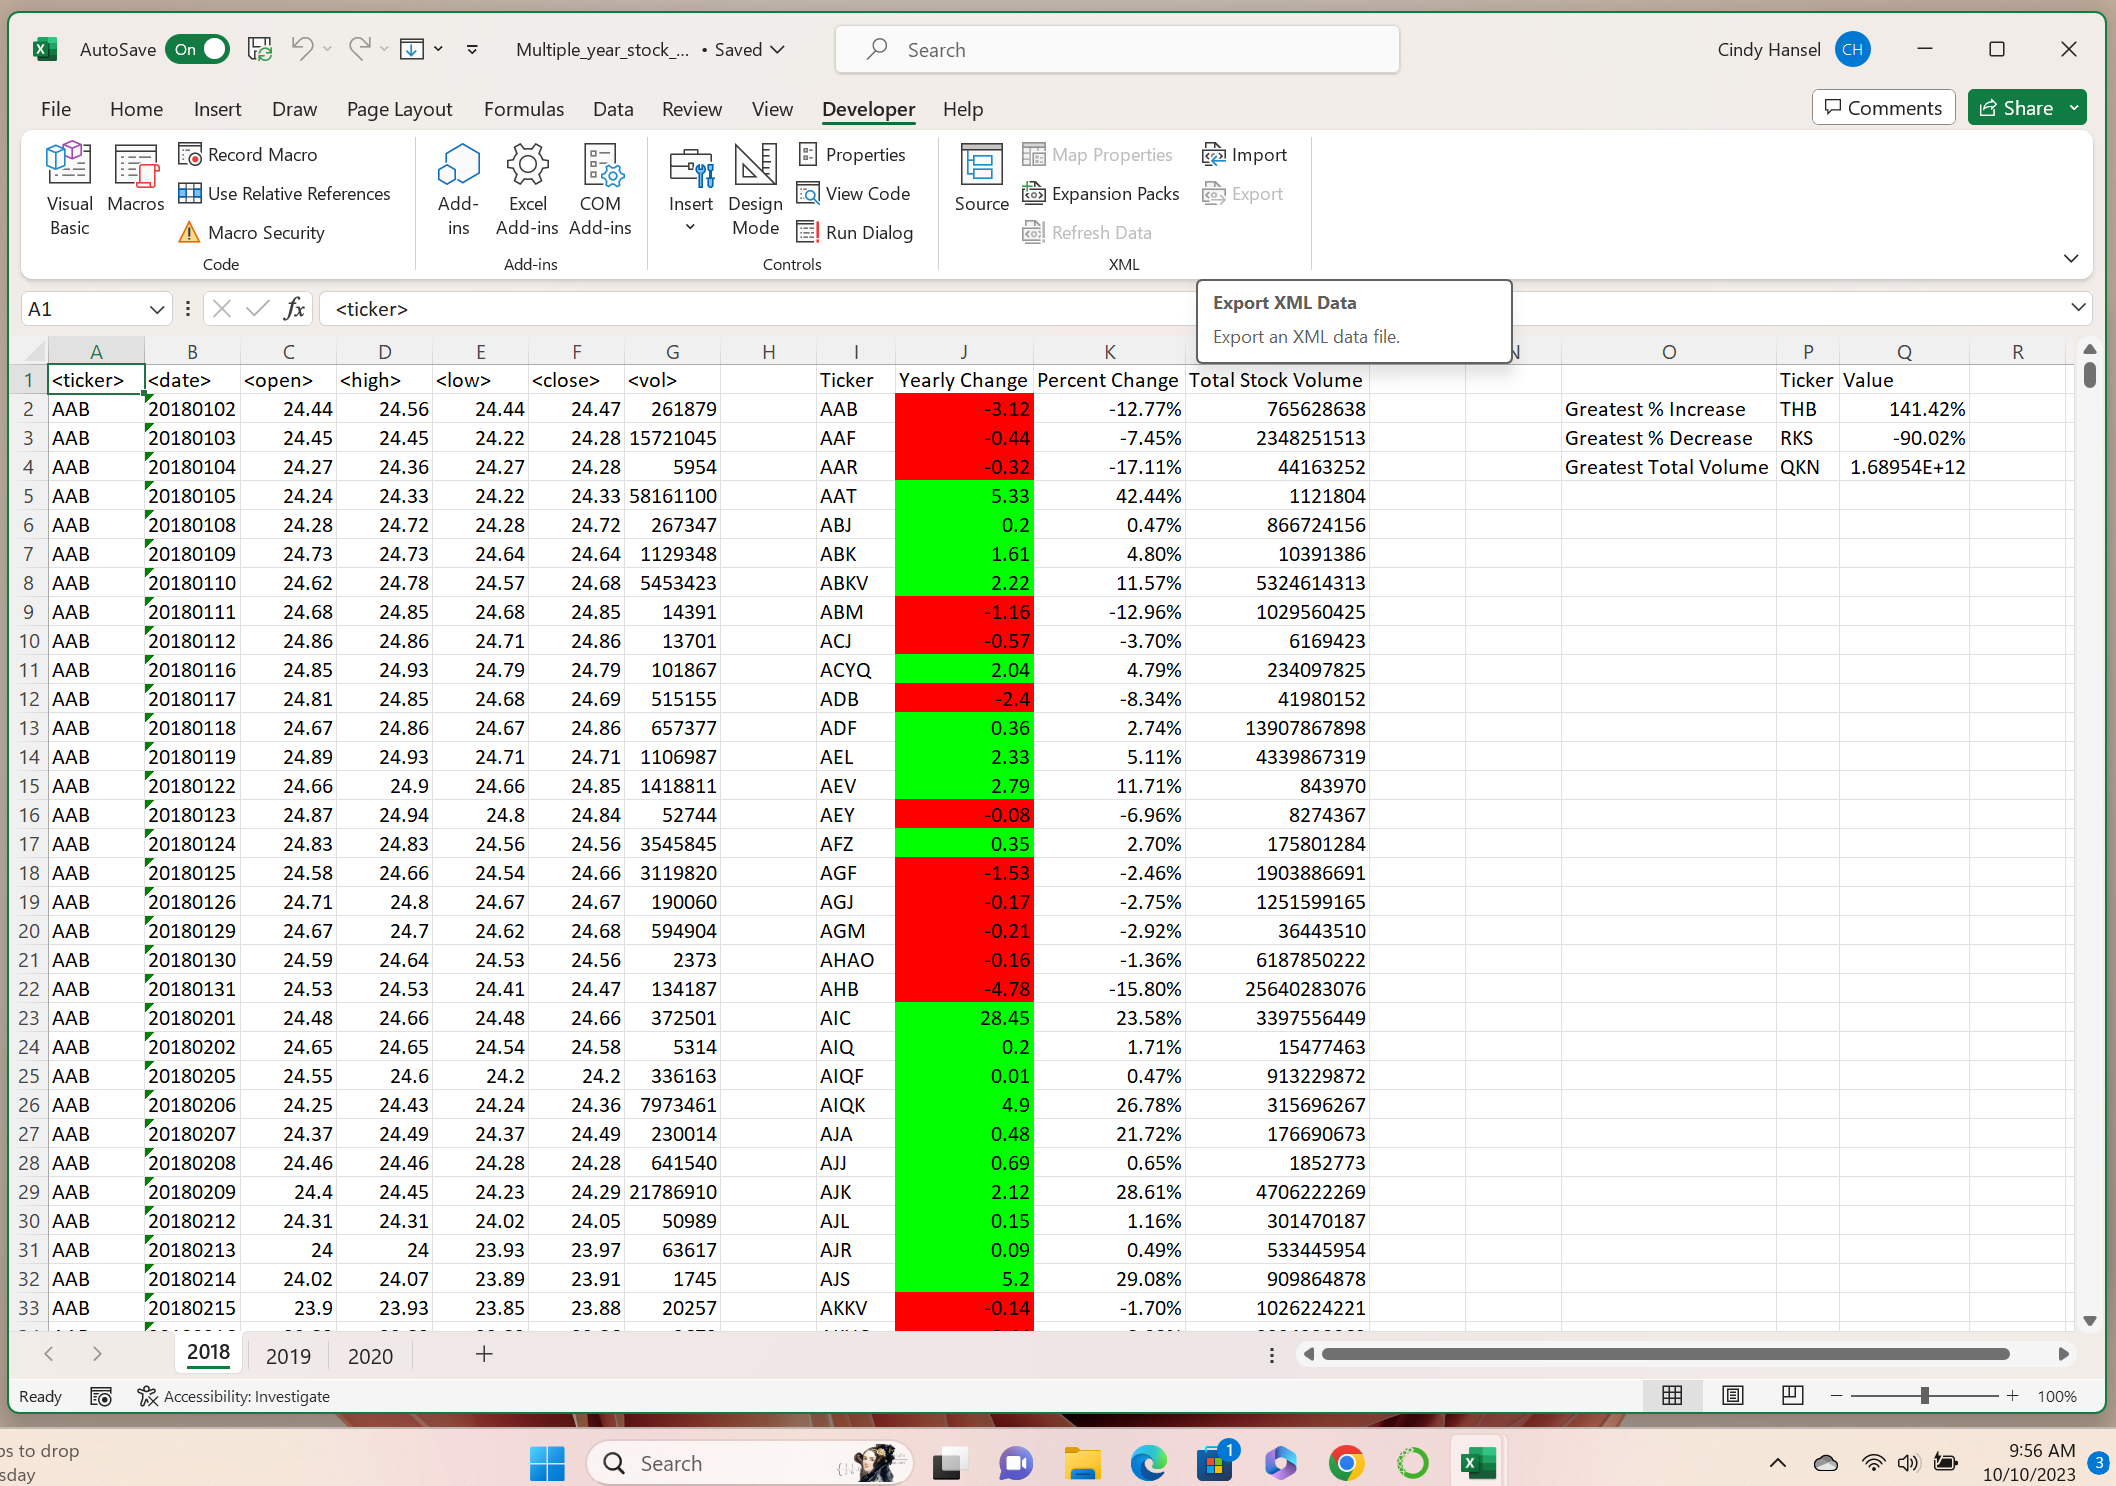 AutoSave On Multiple_year_stock_... • Saved Search Cindy Hansel CH
File Home Insert Draw Page Layout Formulas Data Review View Developer Help Comments Share
Visual Basic Macros Record Macro Use Relative References Macro Security Code
Add-ins Excel Add-ins COM Add-ins Add-ins
Insert Design Mode Properties View Code Run Dialog Controls
Source Map Properties Expansion Packs Refresh Data Import Export XML
A1 fx <ticker>
Export XML Data
Export an XML data file.
A B C D E F G H I J K N O P Q R
1 <ticker> <date> <open> <high> <low> <close> <vol> Ticker Yearly Change Percent Change Total Stock Volume Ticker Value
2 AAB 20180102 24.44 24.56 24.44 24.47 261879 AAB -3.12 -12.77% 765628638 Greatest % Increase THB 141.42%
3 AAB 20180103 24.45 24.45 24.22 24.28 15721045 AAF -0.44 -7.45% 2348251513 Greatest % Decrease RKS -90.02%
4 AAB 20180104 24.27 24.36 24.27 24.28 5954 AAR -0.32 -17.11% 44163252 Greatest Total Volume QKN 1.68954E+12
5 AAB 20180105 24.24 24.33 24.22 24.33 58161100 AAT 5.33 42.44% 1121804
6 AAB 20180108 24.28 24.72 24.28 24.72 267347 ABJ 0.2 0.47% 866724156
7 AAB 20180109 24.73 24.73 24.64 24.64 1129348 ABK 1.61 4.80% 10391386
8 AAB 20180110 24.62 24.78 24.57 24.68 5453423 ABKV 2.22 11.57% 5324614313
9 AAB 20180111 24.68 24.85 24.68 24.85 14391 ABM -1.16 -12.96% 1029560425
10 AAB 20180112 24.86 24.86 24.71 24.86 13701 ACJ -0.57 -3.70% 6169423
11 AAB 20180116 24.85 24.93 24.79 24.79 101867 ACYQ 2.04 4.79% 234097825
12 AAB 20180117 24.81 24.85 24.68 24.69 515155 ADB -2.4 -8.34% 41980152
13 AAB 20180118 24.67 24.86 24.67 24.86 657377 ADF 0.36 2.74% 13907867898
14 AAB 20180119 24.89 24.93 24.71 24.71 1106987 AEL 2.33 5.11% 4339867319
15 AAB 20180122 24.66 24.9 24.66 24.85 1418811 AEV 2.79 11.71% 843970
16 AAB 20180123 24.87 24.94 24.8 24.84 52744 AEY -0.08 -6.96% 8274367
17 AAB 20180124 24.83 24.83 24.56 24.56 3545845 AFZ 0.35 2.70% 175801284
18 AAB 20180125 24.58 24.66 24.54 24.66 3119820 AGF -1.53 -2.46% 1903886691
19 AAB 20180126 24.71 24.8 24.67 24.67 190060 AGJ -0.17 -2.75% 1251599165
20 AAB 20180129 24.67 24.7 24.62 24.68 594904 AGM -0.21 -2.92% 36443510
21 AAB 20180130 24.59 24.64 24.53 24.56 2373 AHAO -0.16 -1.36% 6187850222
22 AAB 20180131 24.53 24.53 24.41 24.47 134187 AHB -4.78 -15.80% 25640283076
23 AAB 20180201 24.48 24.66 24.48 24.66 372501 AIC 28.45 23.58% 3397556449
24 AAB 20180202 24.65 24.65 24.54 24.58 5314 AIQ 0.2 1.71% 15477463
25 AAB 20180205 24.55 24.6 24.2 24.2 336163 AIQF 0.01 0.47% 913229872
26 AAB 20180206 24.25 24.43 24.24 24.36 7973461 AIQK 4.9 26.78% 315696267
27 AAB 20180207 24.37 24.49 24.37 24.49 230014 AJA 0.48 21.72% 176690673
28 AAB 20180208 24.46 24.46 24.28 24.28 641540 AJJ 0.69 0.65% 1852773
29 AAB 20180209 24.4 24.45 24.23 24.29 21786910 AJK 2.12 28.61% 4706222269
30 AAB 20180212 24.31 24.31 24.02 24.05 50989 AJL 0.15 1.16% 301470187
31 AAB 20180213 24 24 23.93 23.97 63617 AJR 0.09 0.49% 533445954
32 AAB 20180214 24.02 24.07 23.89 23.91 1745 AJS 5.2 29.08% 909864878
33 AAB 20180215 23.9 23.93 23.85 23.88 20257 AKKV -0.14 -1.70% 1026224221
2018 2019 2020
Ready Accessibility: Investigate 100%
ps to drop
sday
Search
1
9:56 AM
10/10/2023
3